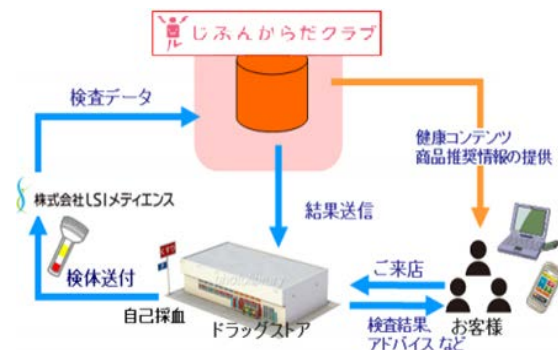 じぶんからだクラブ
検査データ
健康コンテンツ
商品推奨情報の提供
株式会社LSIメディエンス
結果送信
検体送付
ご来店
自己採血
ドラッグストア
検査結果、
アドバイス など
お客様